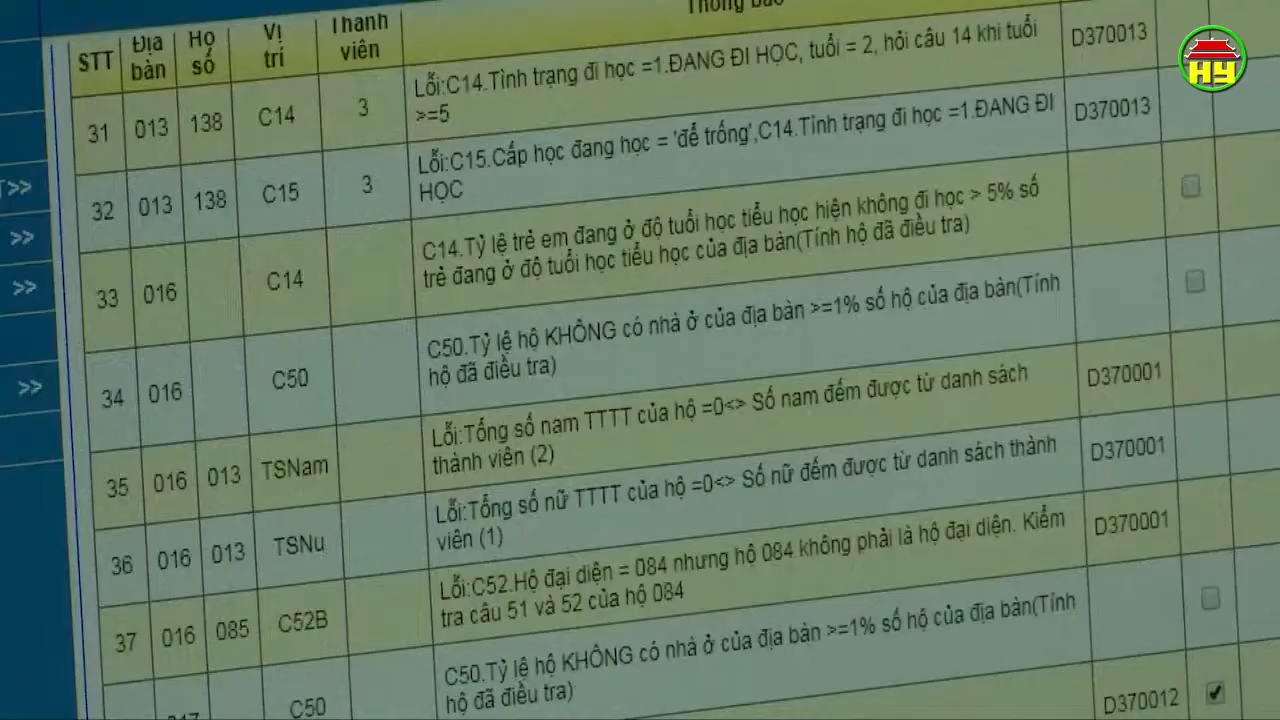 STT Địa bàn Họ số Vị trí Thành viên Thông báo
31 013 138 C14 3 Lỗi:C14.Tình trạng đi học =1.ĐANG ĐI HỌC, tuổi = 2, hỏi câu 14 khi tuổi
>=5
D370013
HY
T>>
32 013 138 C15 3 Lỗi:C15.Cấp học đang học = 'để trống',C14.Tình trạng đi học =1.ĐANG ĐI
HỌC
D370013
>>
33 016 C14 C14.Tỷ lệ trẻ em đang ở độ tuổi học tiểu học hiện không đi học > 5% số
trẻ đang ở độ tuổi học tiểu học của địa bàn(Tính hộ đã điều tra)
>>
34 016 C50 C50.Tỷ lệ hộ KHÔNG có nhà ở của địa bàn >=1% số hộ của địa bàn(Tính
hộ đã điều tra)
>>
35 016 013 TSNam Lỗi:Tổng số nam TTTT của hộ =0<> Số nam đếm được từ danh sách
thành viên (2)
D370001
36 016 013 TSNu Lỗi:Tổng số nữ TTTT của hộ =0<> Số nữ đếm được từ danh sách thành
viên (1)
D370001
37 016 085 C52B Lỗi:C52.Hộ đại diện = 084 nhưng hộ 084 không phải là hộ đại diện. Kiểm
tra câu 51 và 52 của hộ 084
D370001
C50 C50.Tỷ lệ hộ KHÔNG có nhà ở của địa bàn >=1% số hộ của địa bàn(Tính
hộ đã điều tra)
D370012